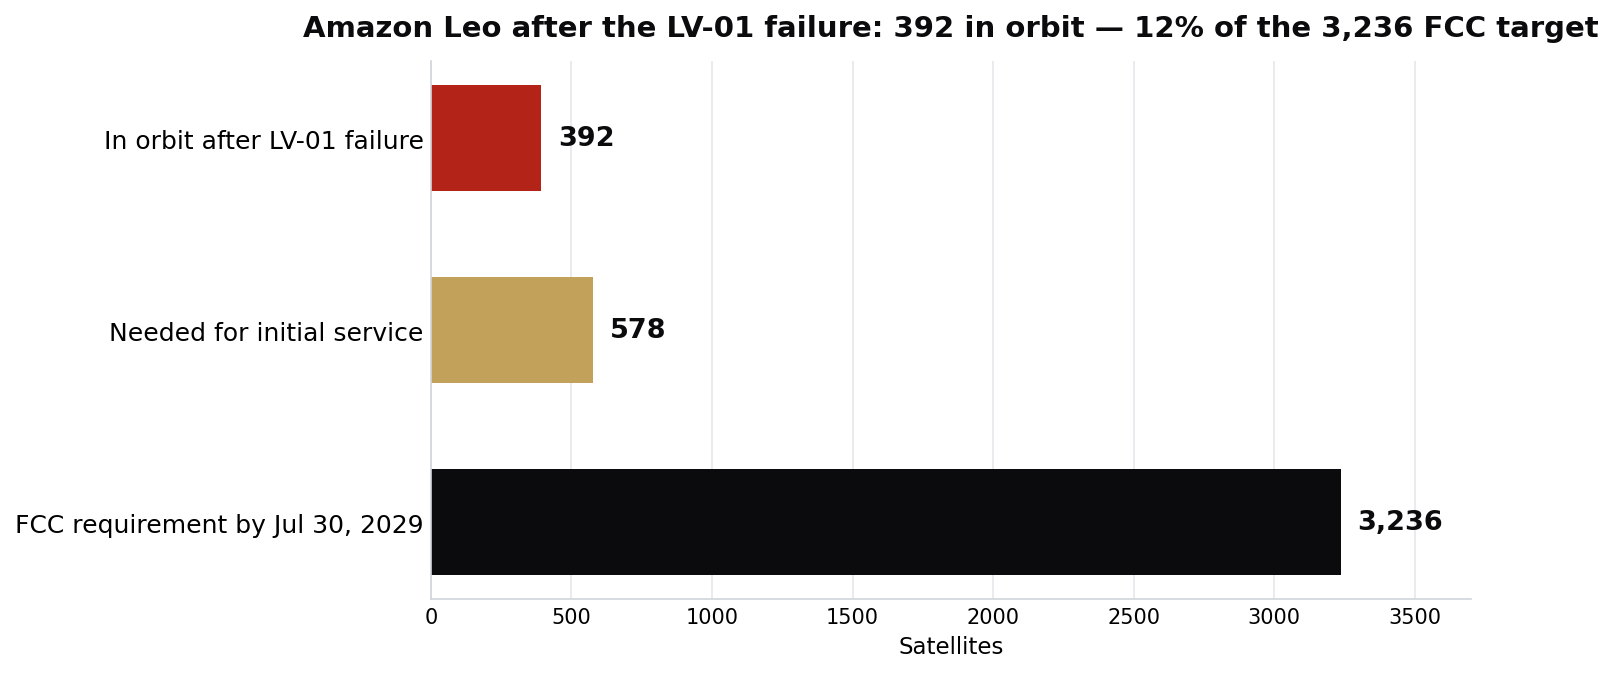 Amazon Leo after the LV-01 failure: 392 in orbit — 12% of the 3,236 FCC target
In orbit after LV-01 failure
392
Needed for initial service
578
FCC requirement by Jul 30, 2029
3,236
0 500 1000 1500 2000 2500 3000 3500
Satellites